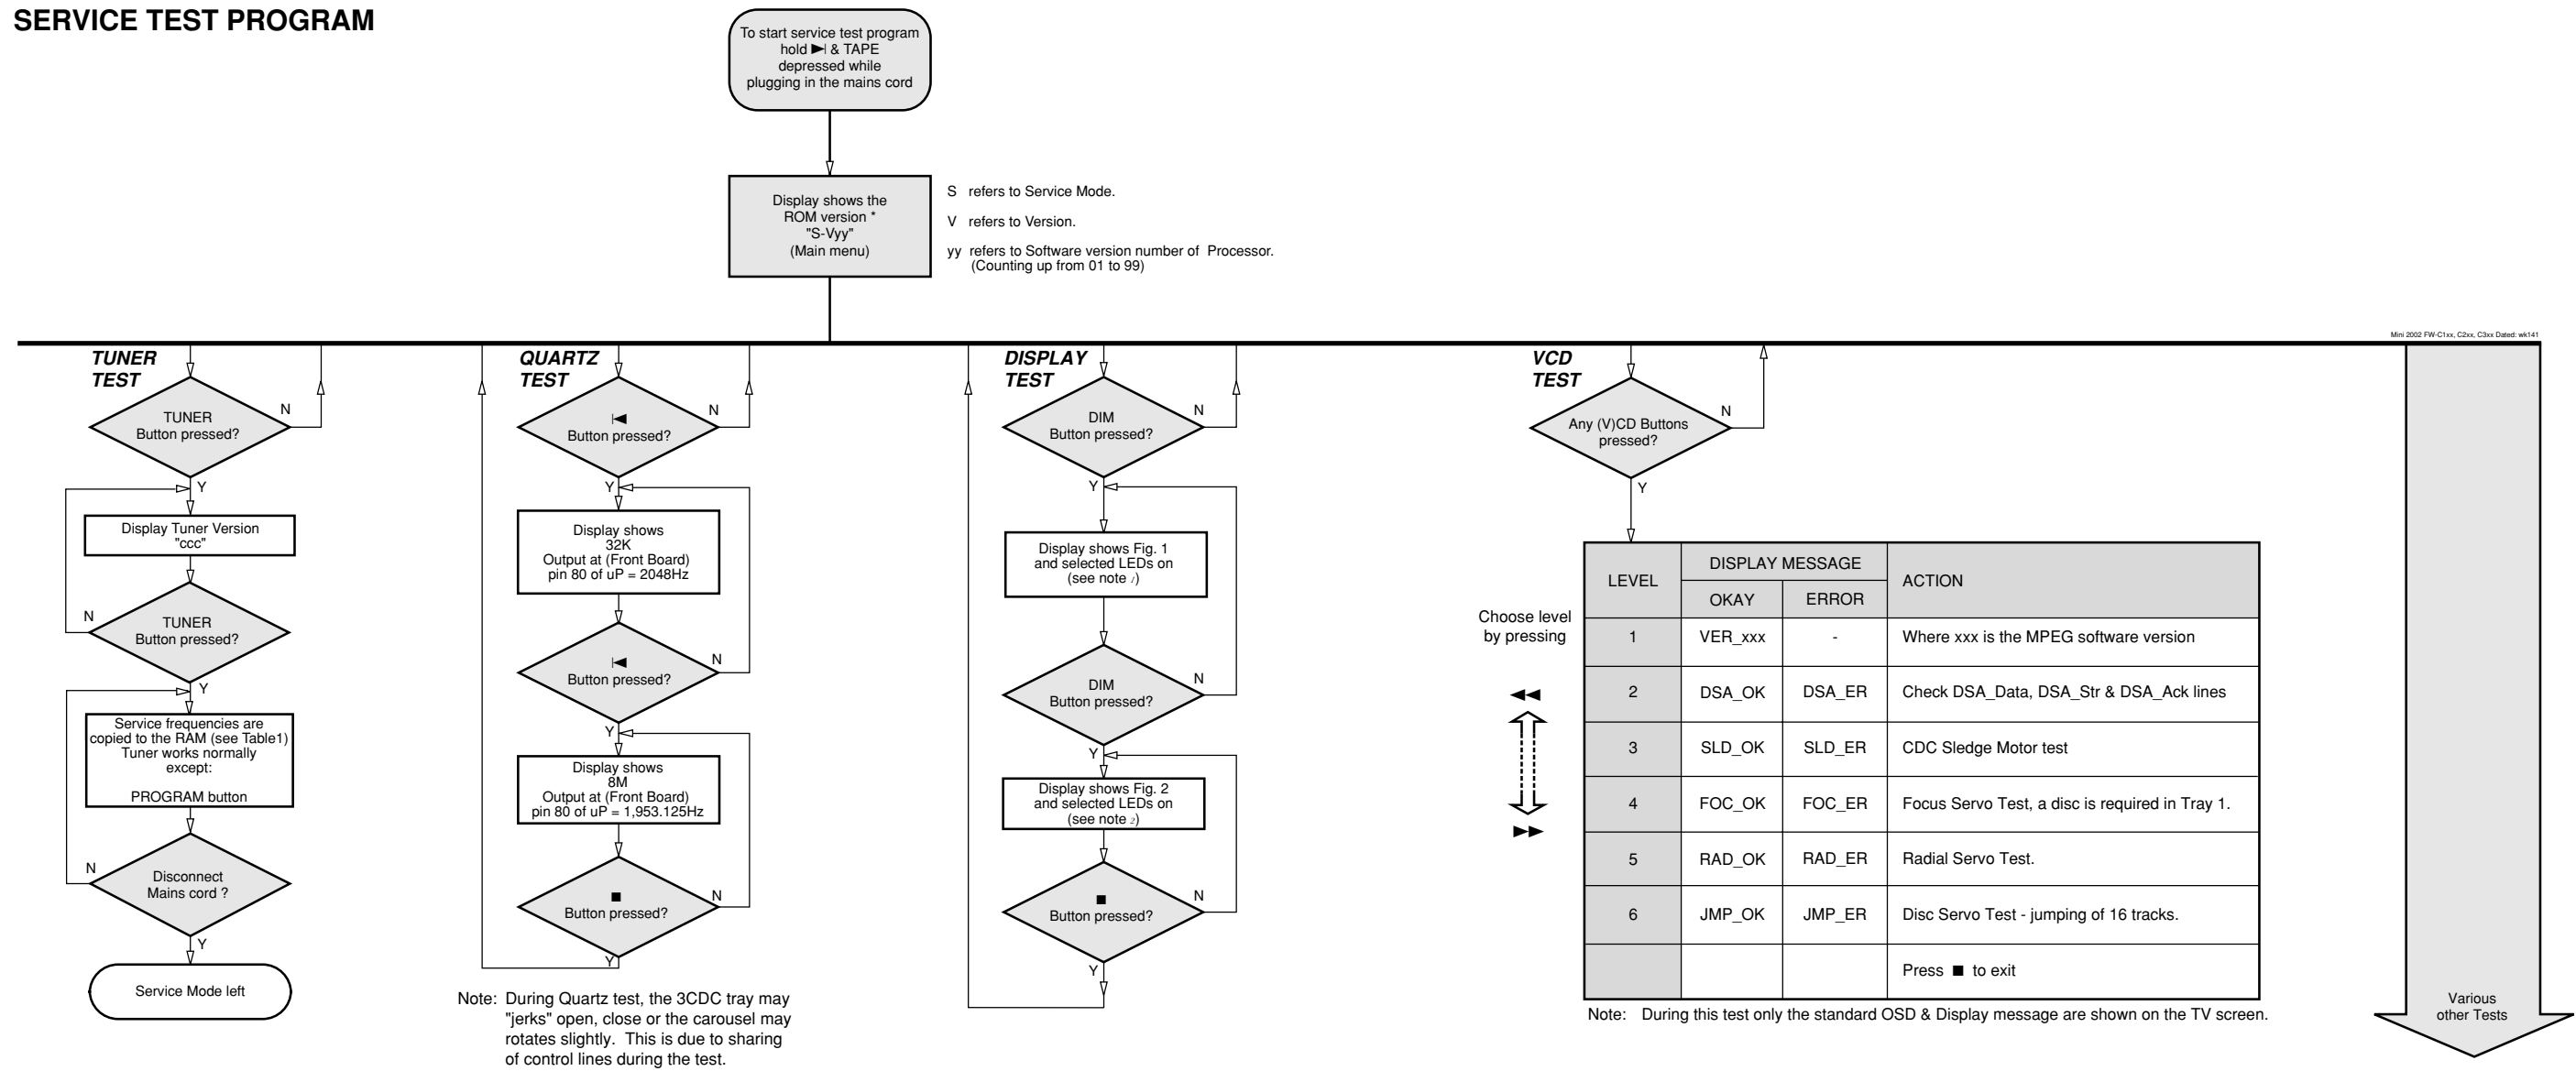 SERVICE TEST PROGRAM
To start service test program
hold ▶| & TAPE
depressed while
plugging in the mains cord
Display shows the
ROM version *
"S-Vyy"
(Main menu)
S refers to Service Mode.
V refers to Version.
yy refers to Software version number of Processor.
(Counting up from 01 to 99)
Mini 2002 FW-C1xx, C2xx, C3xx Dated: wk141
TUNER
TEST
TUNER
Button pressed?
N
Y
Display Tuner Version
"ccc"
TUNER
Button pressed?
N
Y
Service frequencies are
copied to the RAM (see Table1)
Tuner works normally
except:
PROGRAM button
Disconnect
Mains cord ?
N
Y
Service Mode left
QUARTZ
TEST
|◀
Button pressed?
N
Y
Display shows
32K
Output at (Front Board)
pin 80 of uP = 2048Hz
|◀
Button pressed?
N
Y
Display shows
8M
Output at (Front Board)
pin 80 of uP = 1,953.125Hz
■
Button pressed?
N
Y
Note: During Quartz test, the 3CDC tray may
"jerks" open, close or the carousel may
rotates slightly. This is due to sharing
of control lines during the test.
DISPLAY
TEST
DIM
Button pressed?
N
Y
Display shows Fig. 1
and selected LEDs on
(see note 1)
DIM
Button pressed?
N
Y
Display shows Fig. 2
and selected LEDs on
(see note 2)
■
Button pressed?
N
Y
VCD
TEST
Any (V)CD Buttons
pressed?
N
Y
Choose level
by pressing
◀◀
▶▶
LEVEL DISPLAY MESSAGE ACTION
OKAY ERROR
1 VER_xxx - Where xxx is the MPEG software version
2 DSA_OK DSA_ER Check DSA_Data, DSA_Str & DSA_Ack lines
3 SLD_OK SLD_ER CDC Sledge Motor test
4 FOC_OK FOC_ER Focus Servo Test, a disc is required in Tray 1.
5 RAD_OK RAD_ER Radial Servo Test.
6 JMP_OK JMP_ER Disc Servo Test - jumping of 16 tracks.
Press ■ to exit
Note: During this test only the standard OSD & Display message are shown on the TV screen.
Various
other Tests